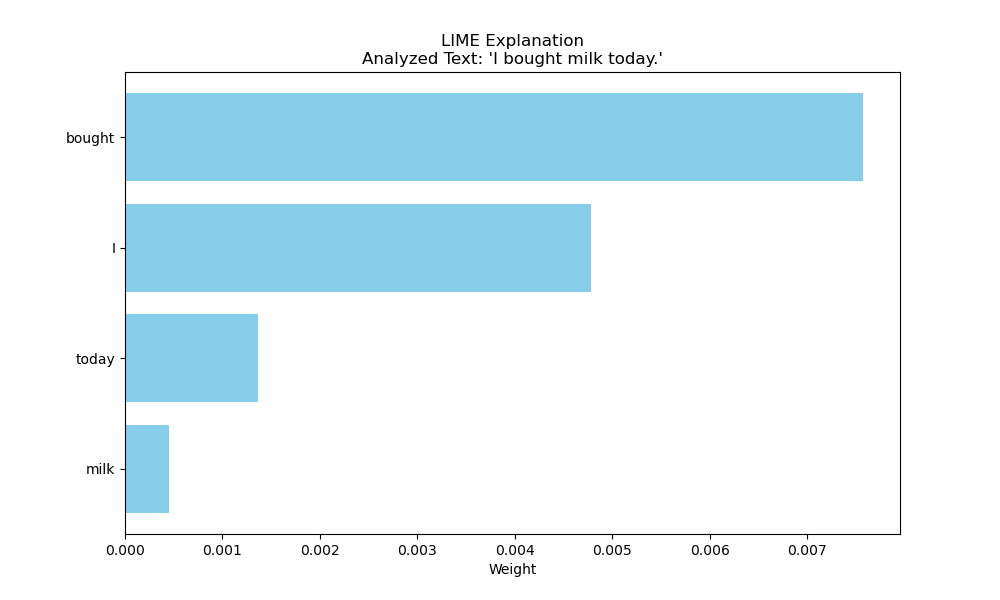 LIME Explanation
Analyzed Text: 'I bought milk today.'
bought
I
today
milk
0.000 0.001 0.002 0.003 0.004 0.005 0.006 0.007
Weight